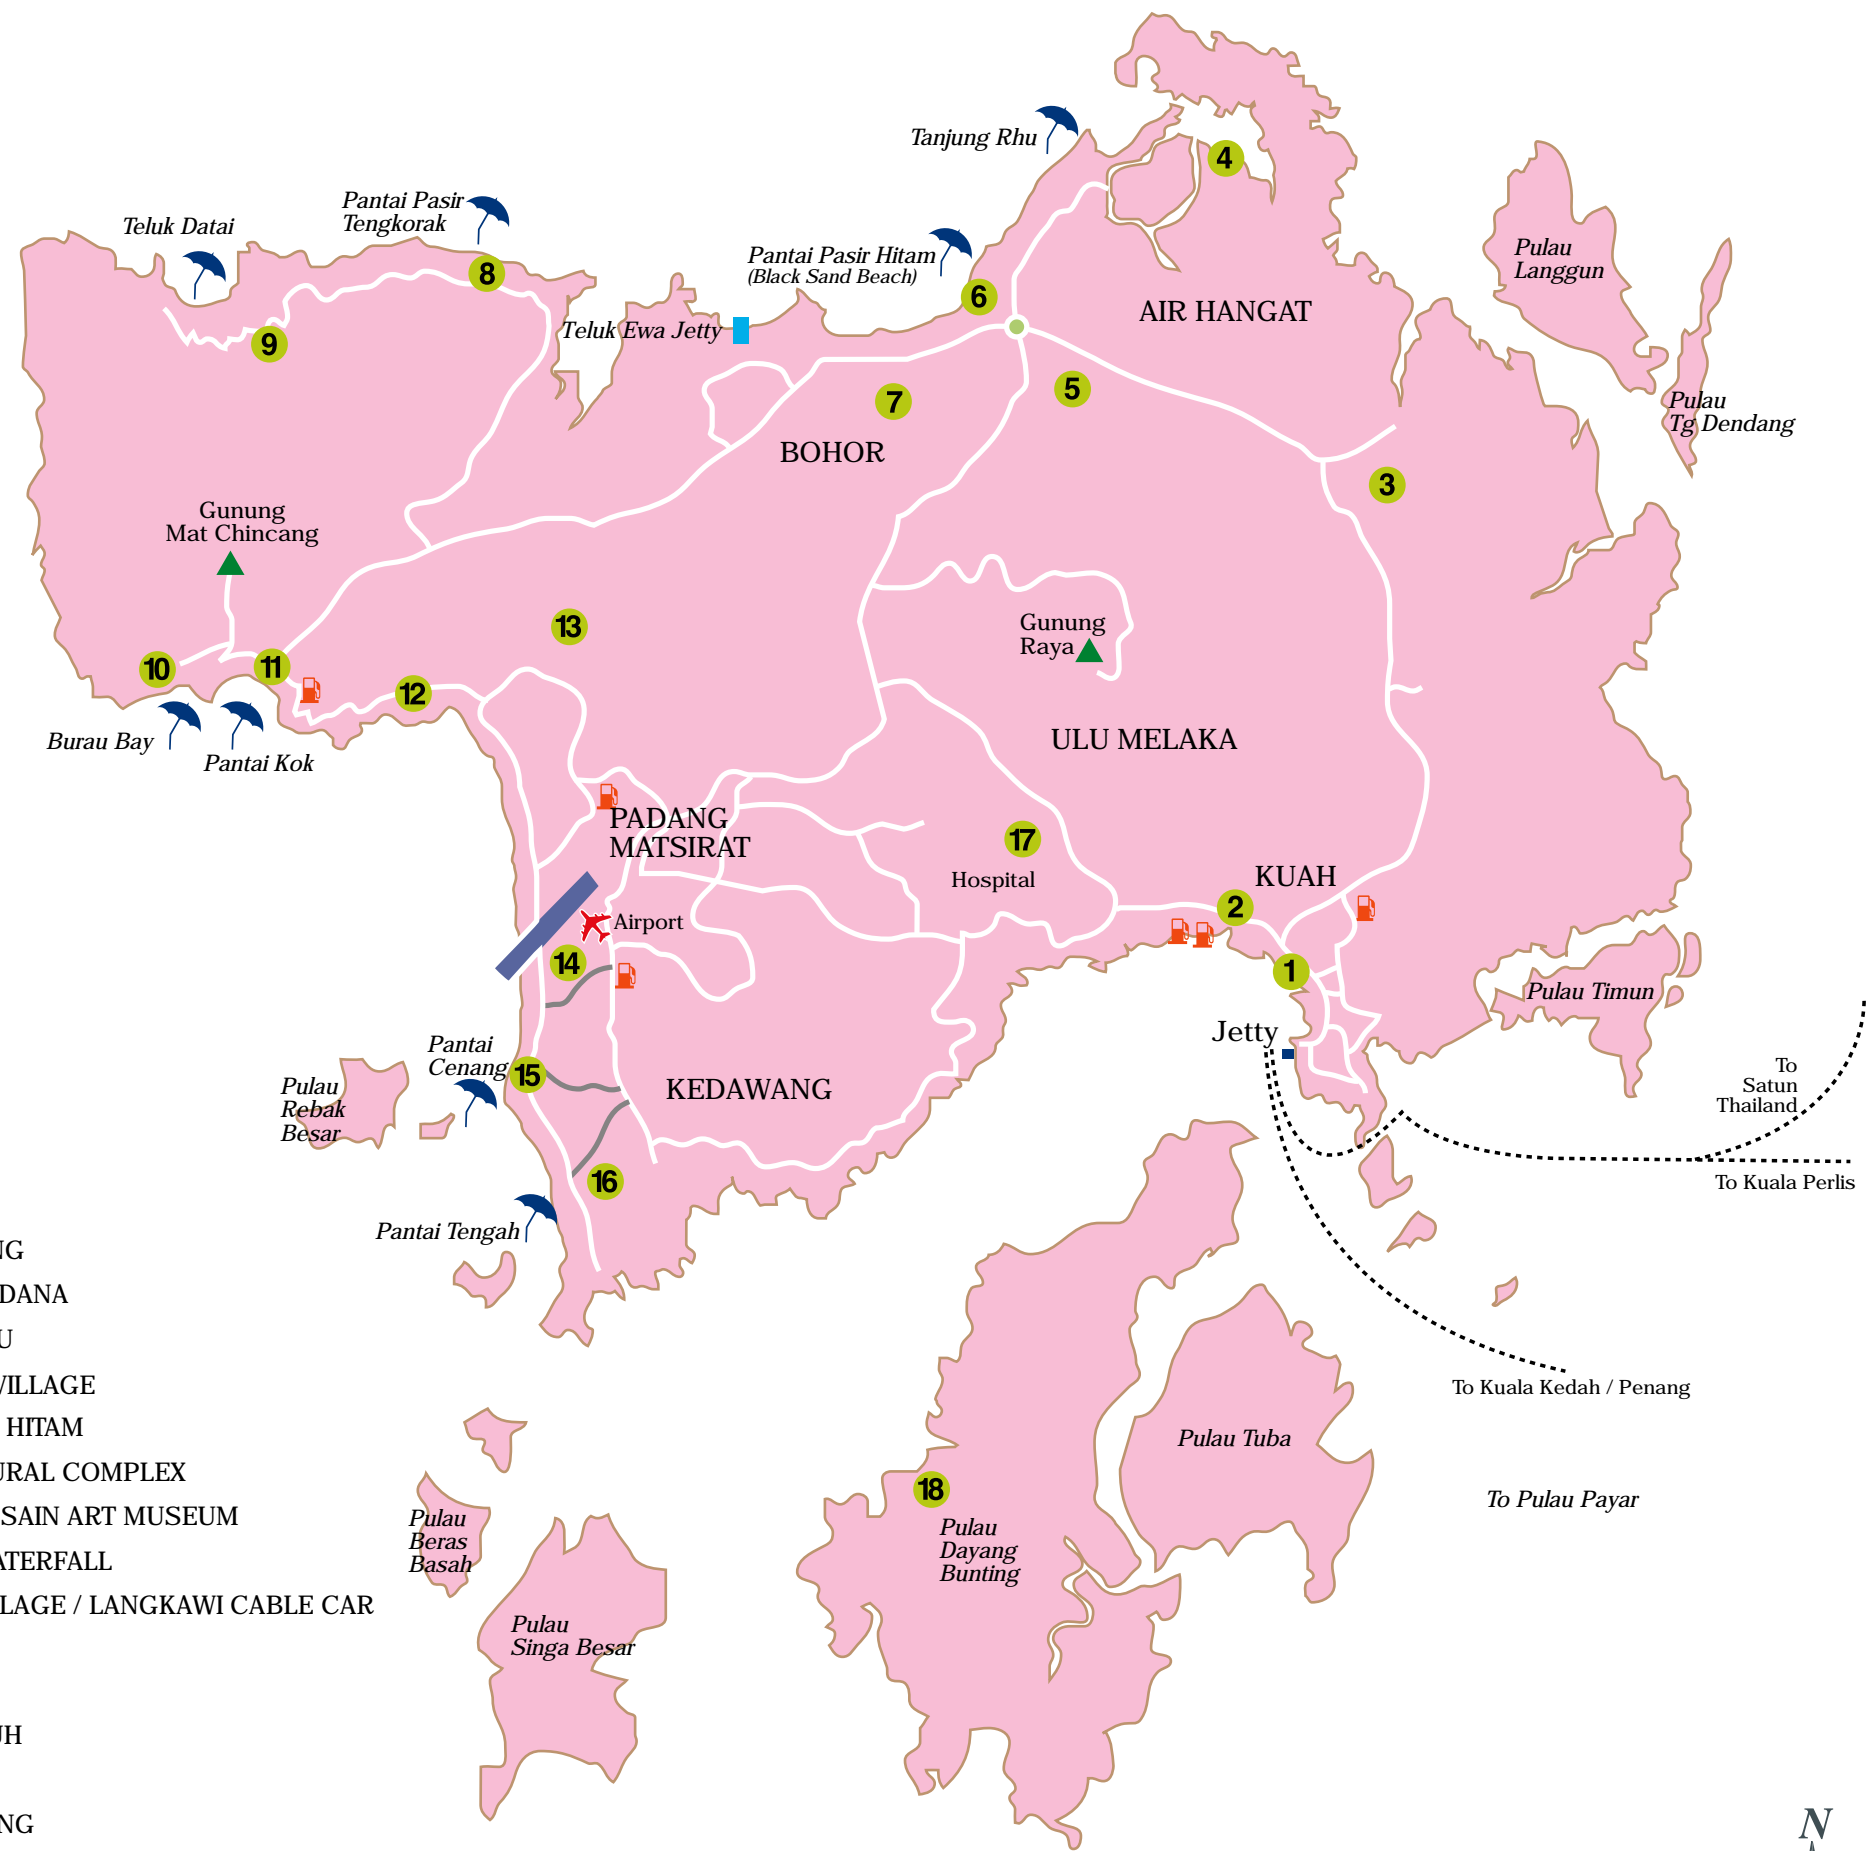 Tanjung Rhu
4
Pantai Pasir
Tengkorak
Teluk Datai
8
Pantai Pasir Hitam
(Black Sand Beach)
6
Pulau
Langgun
AIR HANGAT
Teluk Ewa Jetty
9
5
7
Pulau
Tg Dendang
BOHOR
3
Gunung
Mat Chincang
13
Gunung
Raya
10
11
12
Burau Bay
Pantai Kok
ULU MELAKA
PADANG
MATSIRAT
17
Hospital
KUAH
2
Airport
14
1
Pulau Timun
Jetty
Pantai
Cenang
15
Pulau
Rebak
Besar
KEDAWANG
To
Satun
Thailand
16
To Kuala Perlis
Pantai Tengah
NG
DANA
U
VILLAGE
HITAM
URAL COMPLEX
SAIN ART MUSEUM
ATERFALL
LAGE / LANGKAWI CABLE CAR
UH
NG
To Kuala Kedah / Penang
Pulau Tuba
18
Pulau
Dayang
Bunting
To Pulau Payar
Pulau
Beras
Basah
Pulau
Singa Besar
N